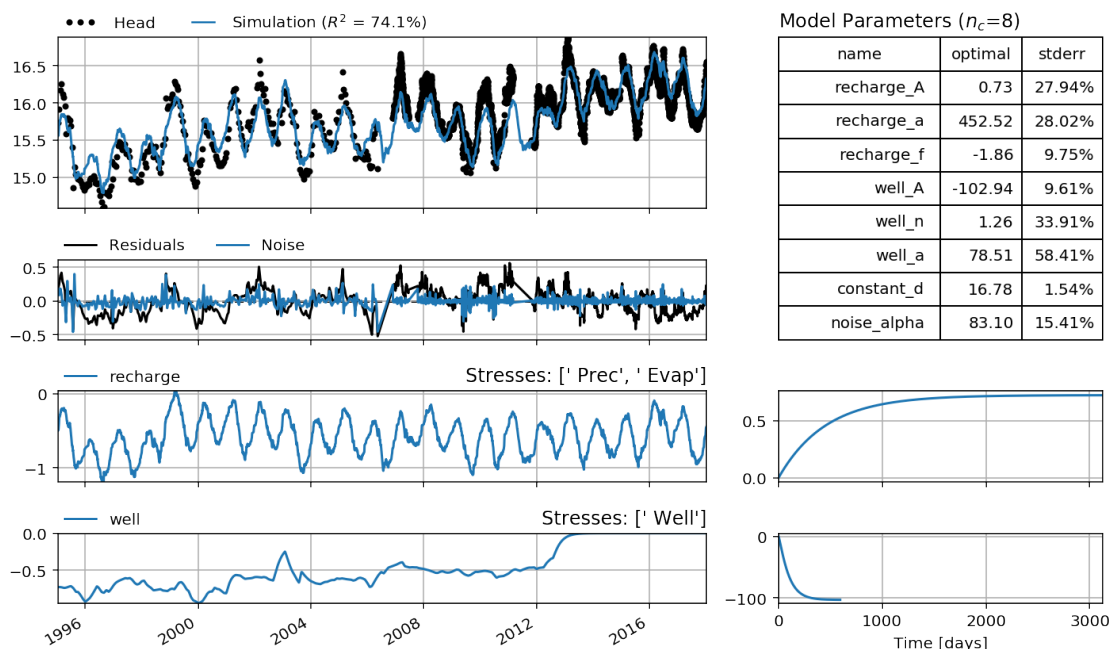 Head Simulation (R² = 74.1%)
16.5
16.0
15.5
15.0
Residuals Noise
0.5
0.0
−0.5
recharge Stresses: [' Prec', ' Evap']
0
−1
well Stresses: [' Well']
0.0
−0.5
1996 2000 2004 2008 2012 2016
Model Parameters (n_c=8)
name optimal stderr
recharge_A 0.73 27.94%
recharge_a 452.52 28.02%
recharge_f -1.86 9.75%
well_A -102.94 9.61%
well_n 1.26 33.91%
well_a 78.51 58.41%
constant_d 16.78 1.54%
noise_alpha 83.10 15.41%
0.5
0.0
0
−100
0 1000 2000 3000
Time [days]